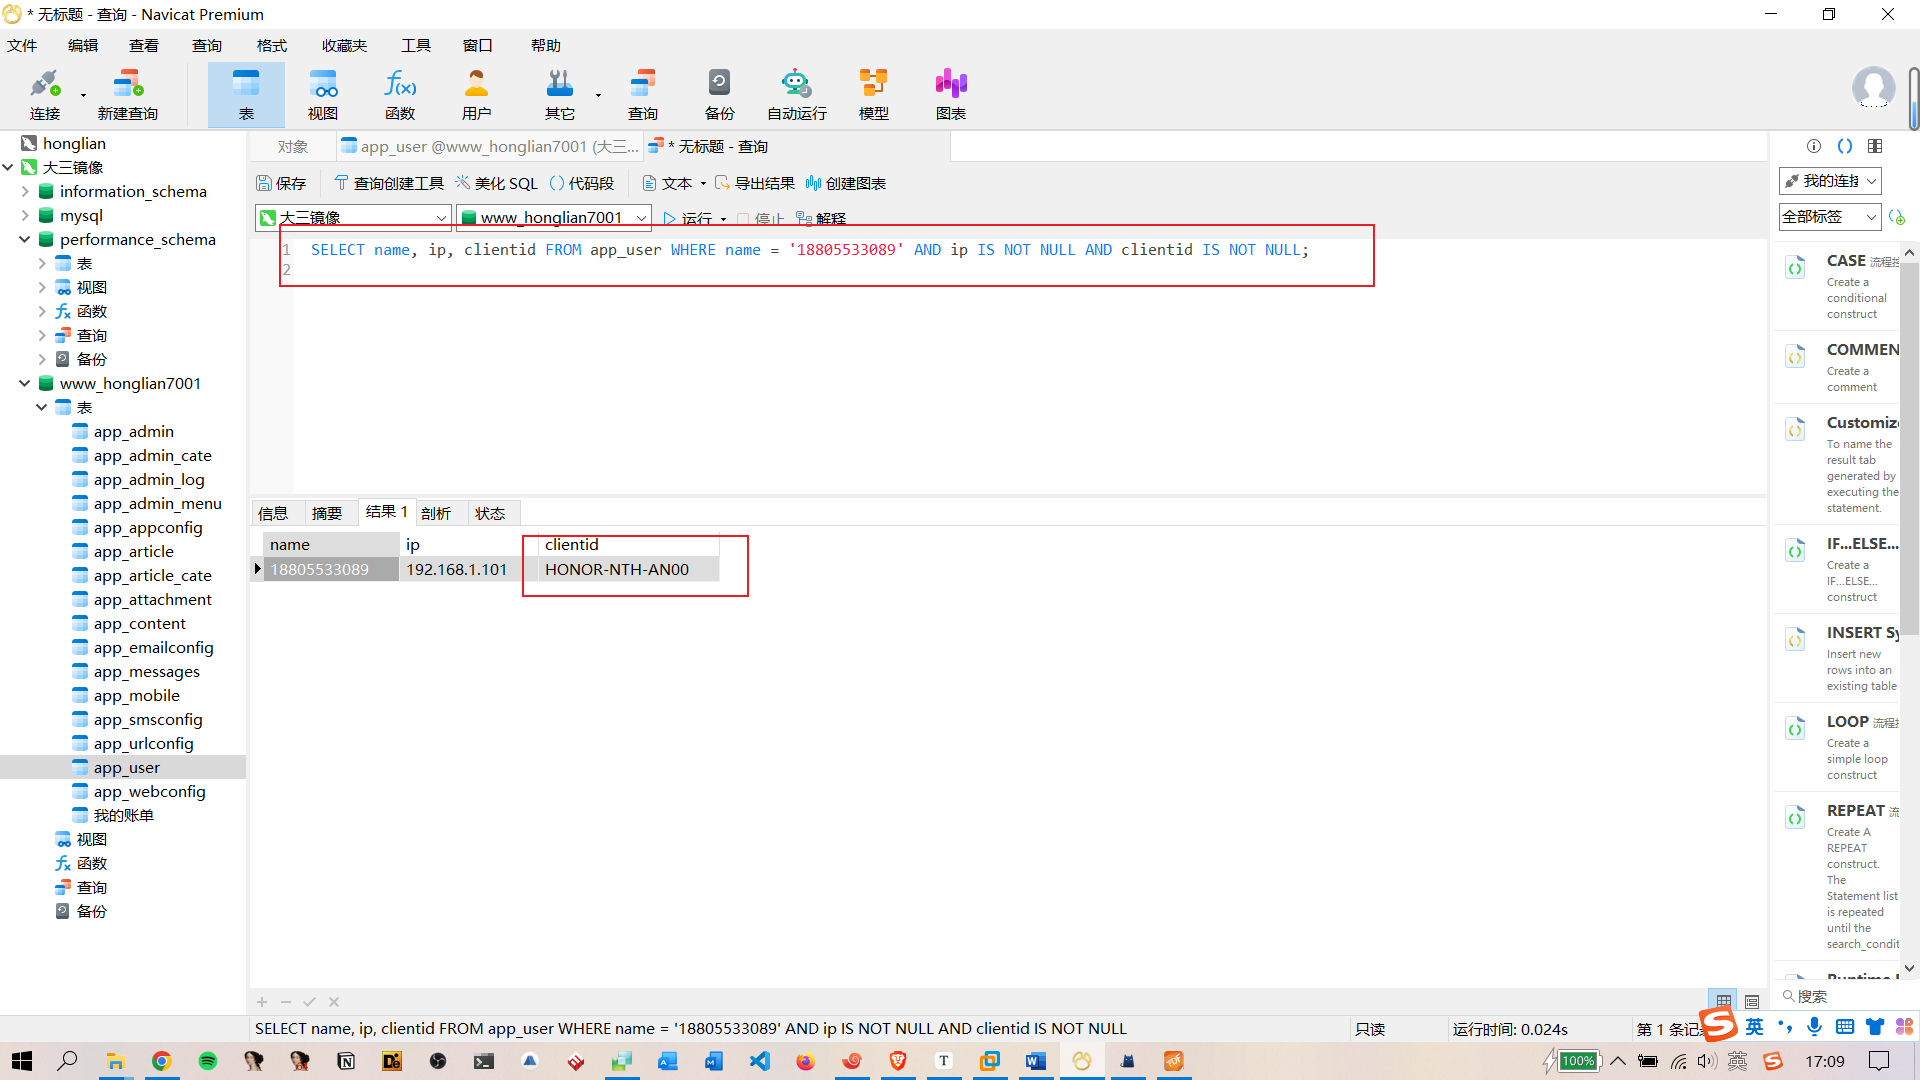 * 无标题 - 查询 - Navicat Premium
文件 编辑 查看 查询 格式 收藏夹 工具 窗口 帮助
连接 新建查询 表 视图 函数 用户 其它 查询 备份 自动运行 模型 图表
honglian
大三镜像
information_schema
mysql
performance_schema
表
视图
函数
查询
备份
www_honglian7001
表
app_admin
app_admin_cate
app_admin_log
app_admin_menu
app_appconfig
app_article
app_article_cate
app_attachment
app_content
app_emailconfig
app_messages
app_mobile
app_smsconfig
app_urlconfig
app_user
app_webconfig
我的账单
视图
函数
查询
备份
对象 app_user @www_honglian7001 (大三... * 无标题 - 查询
保存 查询创建工具 美化 SQL () 代码段 文本 导出结果 创建图表
大三镜像 www_honglian7001 运行 停止 解释
1 SELECT name, ip, clientid FROM app_user WHERE name = '18805533089' AND ip IS NOT NULL AND clientid IS NOT NULL;
2
信息 摘要 结果 1 剖析 状态
name ip clientid
18805533089 192.168.1.101 HONOR-NTH-AN00
SELECT name, ip, clientid FROM app_user WHERE name = '18805533089' AND ip IS NOT NULL AND clientid IS NOT NULL
只读
运行时间: 0.024s
第 1 条记
我的连接
全部标签
CASE 流程控
Create a
conditional
construct
COMMEN
Create a
comment
Customize
To name the
result tab
generated by
executing the
statement.
IF...ELSE...
Create a
IF...ELSE...
construct
INSERT Sy
Insert new
rows into an
existing table
LOOP 流程控
Create a
simple loop
construct
REPEAT 流
Create A
REPEAT
construct.
The
Statement list
is repeated
until the
search_condit
搜索
英
100%
英
17:09